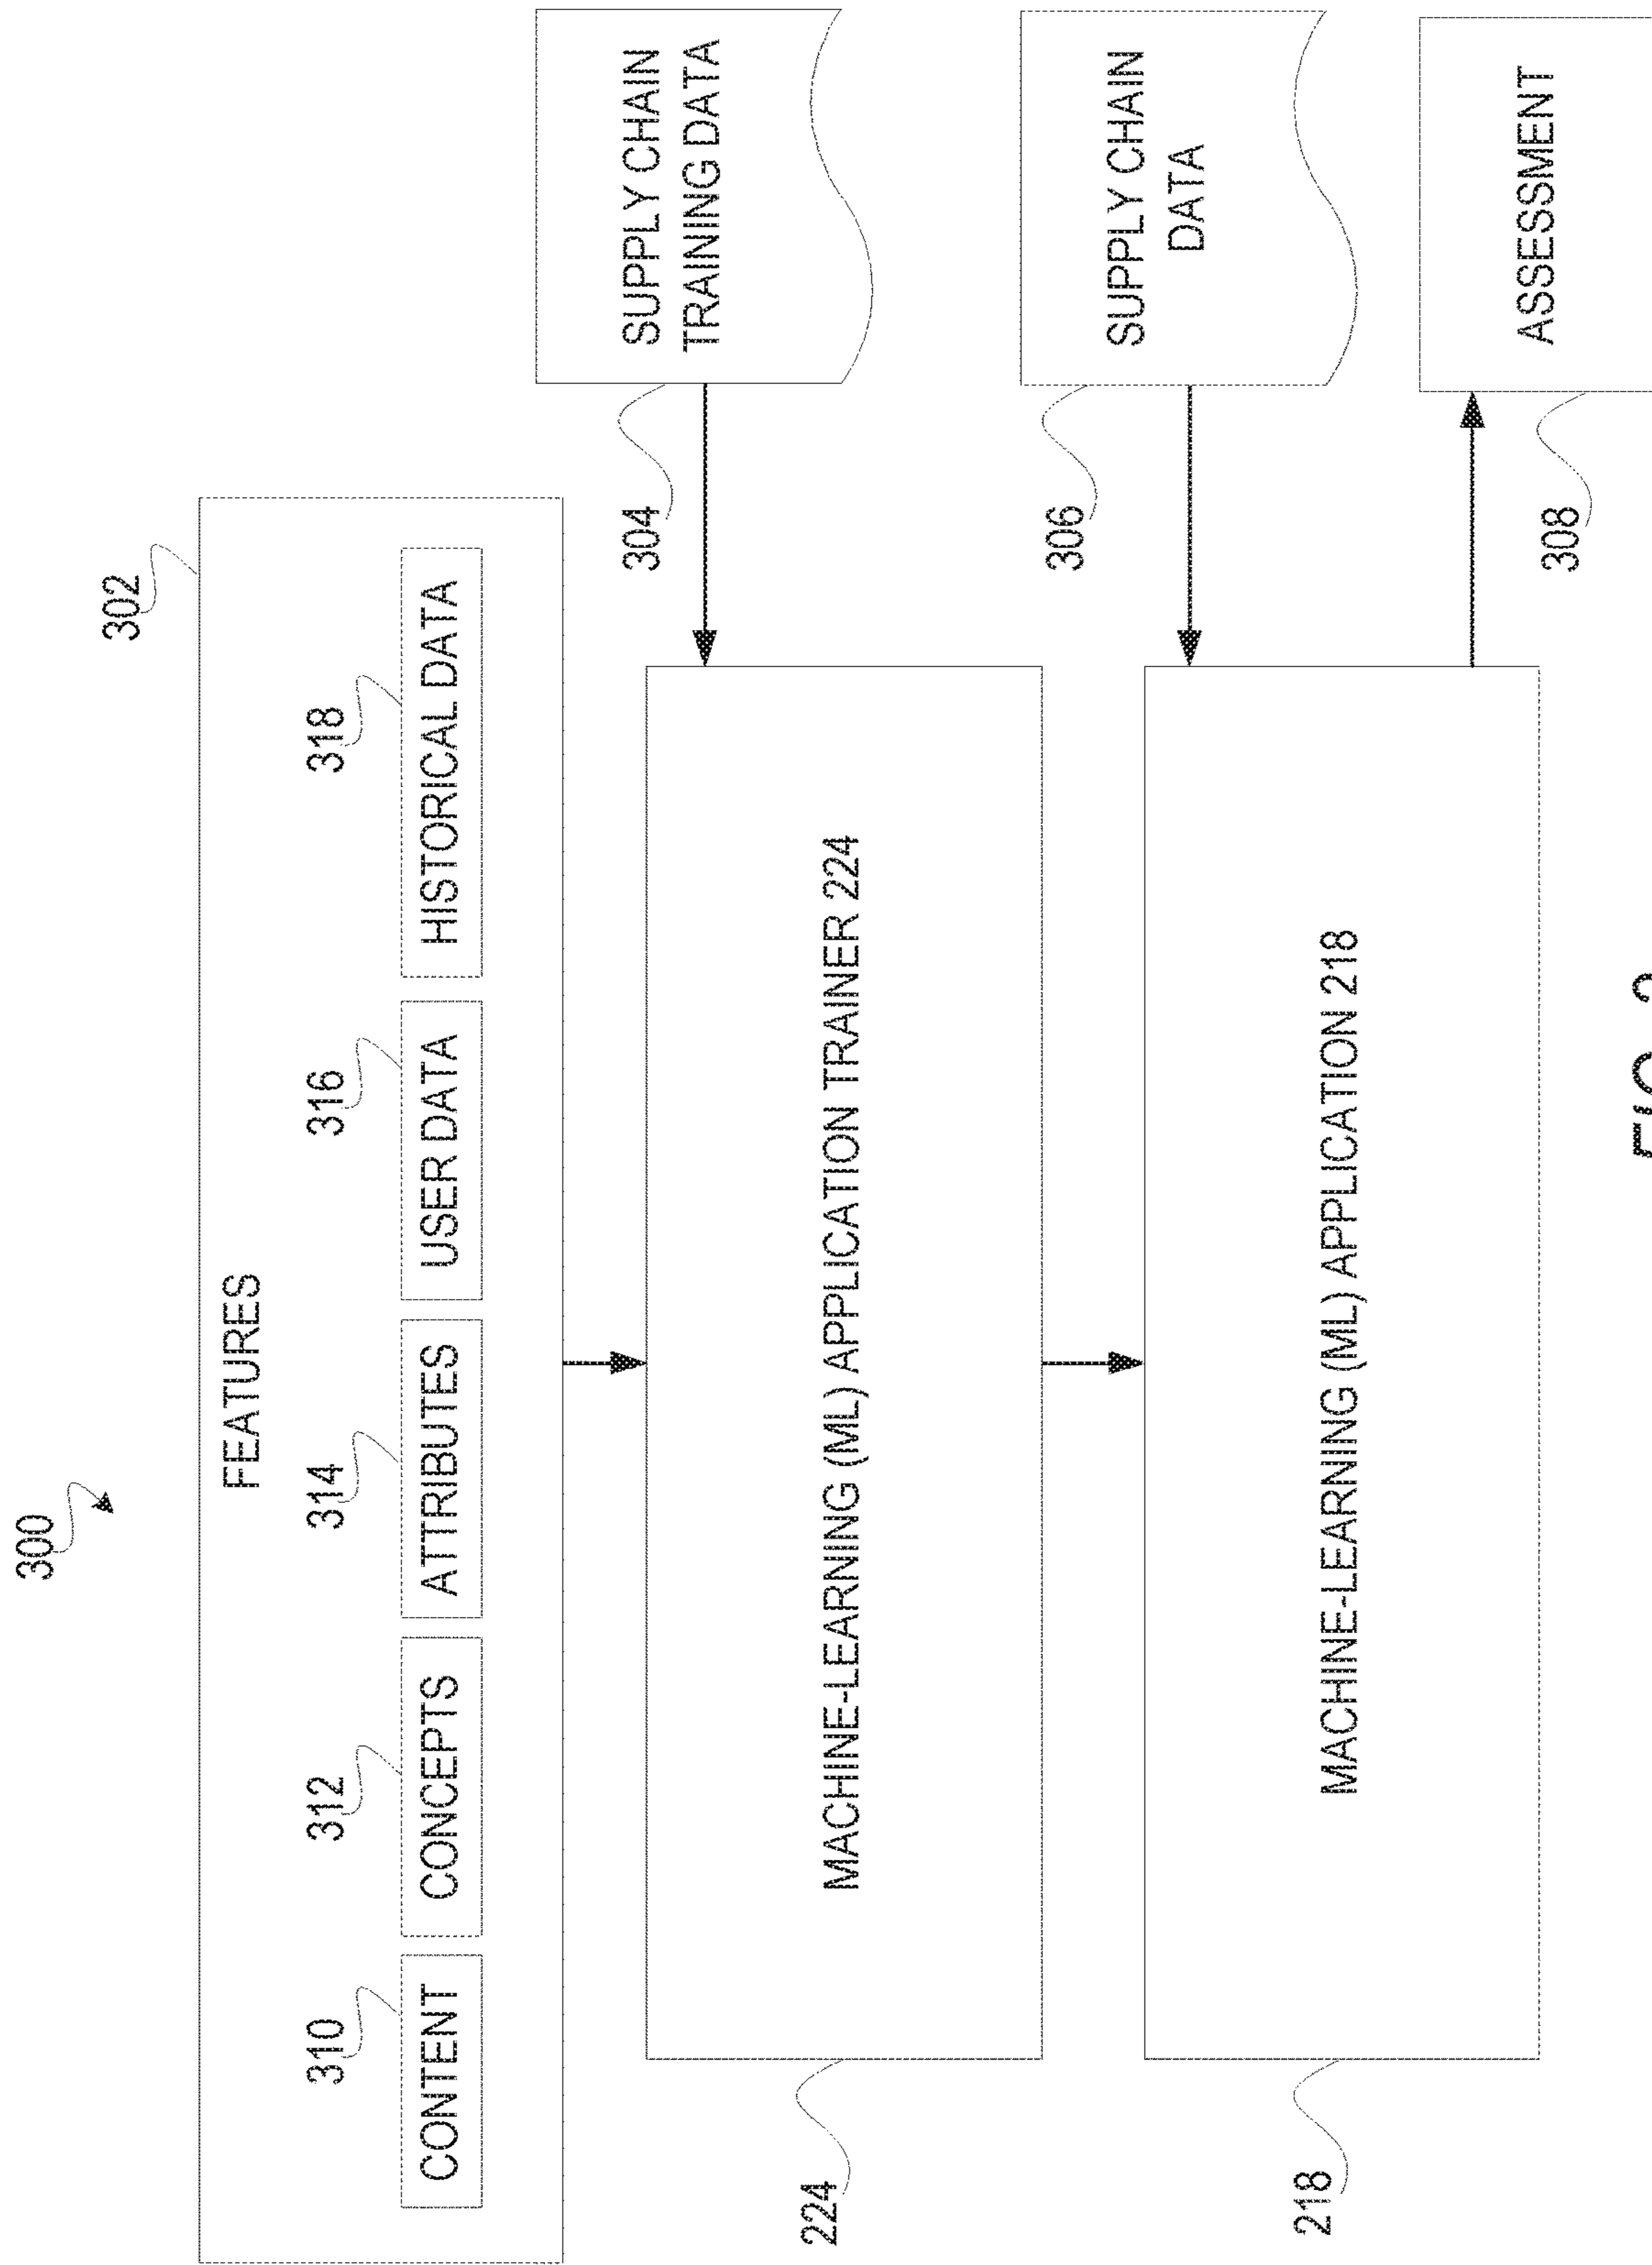 300
302
FEATURES
310
312
314
316
318
CONTENT
CONCEPTS
ATTRIBUTES
USER DATA
HISTORICAL DATA
304
SUPPLY CHAIN
TRAINING DATA
224
MACHINE-LEARNING (ML) APPLICATION TRAINER 224
306
SUPPLY CHAIN
DATA
218
MACHINE-LEARNING (ML) APPLICATION 218
308
ASSESSMENT